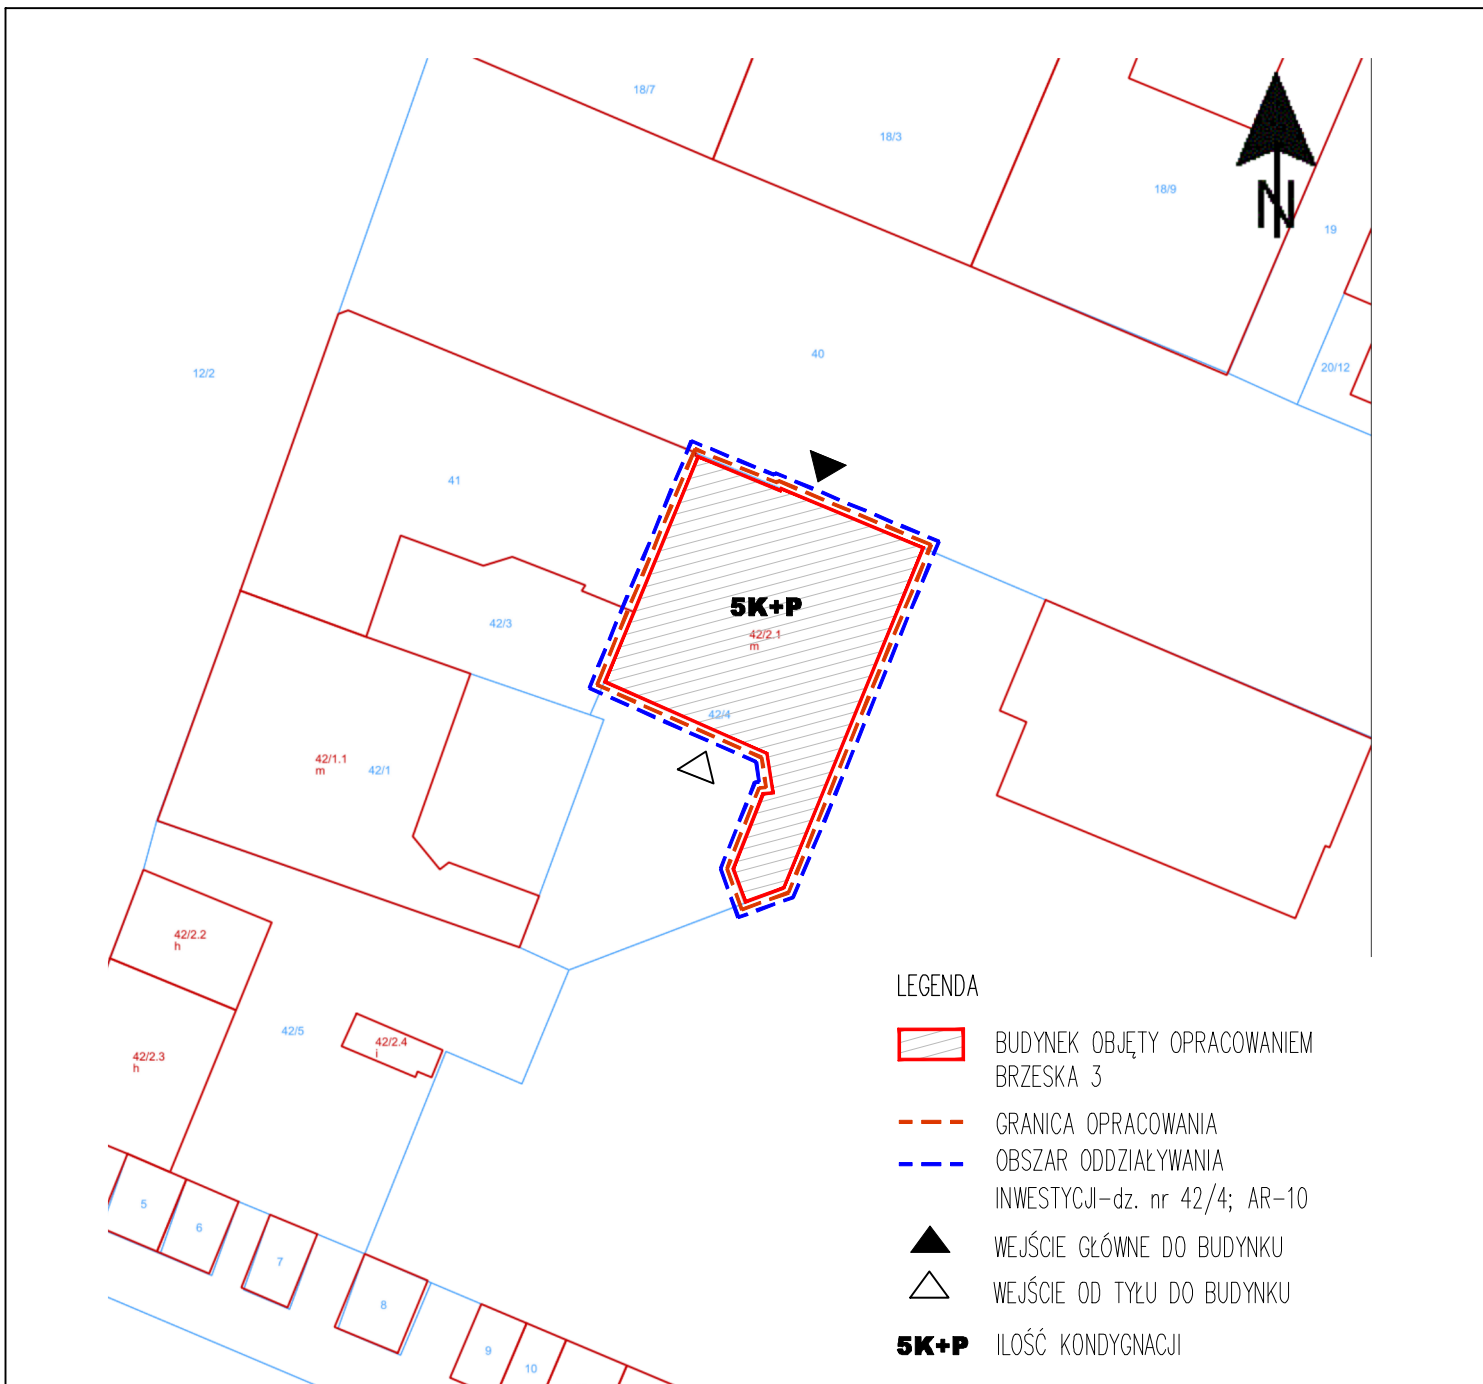 18/7
18/3
18/9
N
19
40
20/12
12/2
41
5K+P
42/3
42/2.1
m
42/4
42/1.1
m
42/1
42/2.2
h
42/5
42/2.4
i
42/2.3
h
5
6
7
8
9
10
LEGENDA
BUDYNEK OBJĘTY OPRACOWANIEM
BRZESKA 3
GRANICA OPRACOWANIA
OBSZAR ODDZIAŁYWANIA
INWESTYCJI-dz. nr 42/4; AR-10
WEJŚCIE GŁÓWNE DO BUDYNKU
WEJŚCIE OD TYŁU DO BUDYNKU
5K+P ILOŚĆ KONDYGNACJI